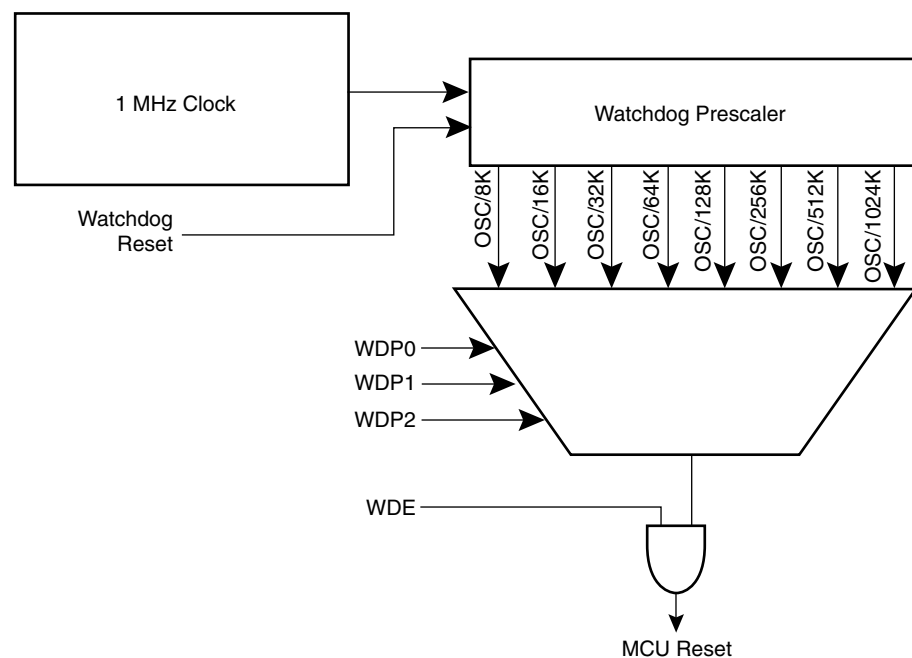 1 MHz Clock
Watchdog Prescaler
Watchdog
Reset
OSC/8K
OSC/16K
OSC/32K
OSC/64K
OSC/128K
OSC/256K
OSC/512K
OSC/1024K
WDP0
WDP1
WDP2
WDE
MCU Reset